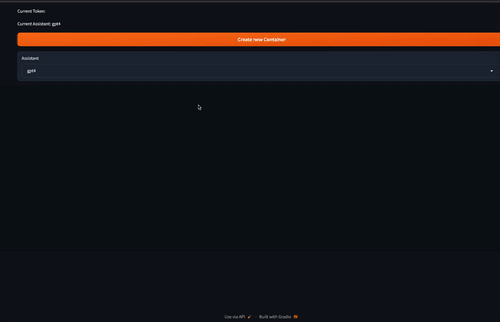 Current Token:
Current Assistant: gpt4
Create new Container
Assistant
gpt4
Use via API · Built with Gradio